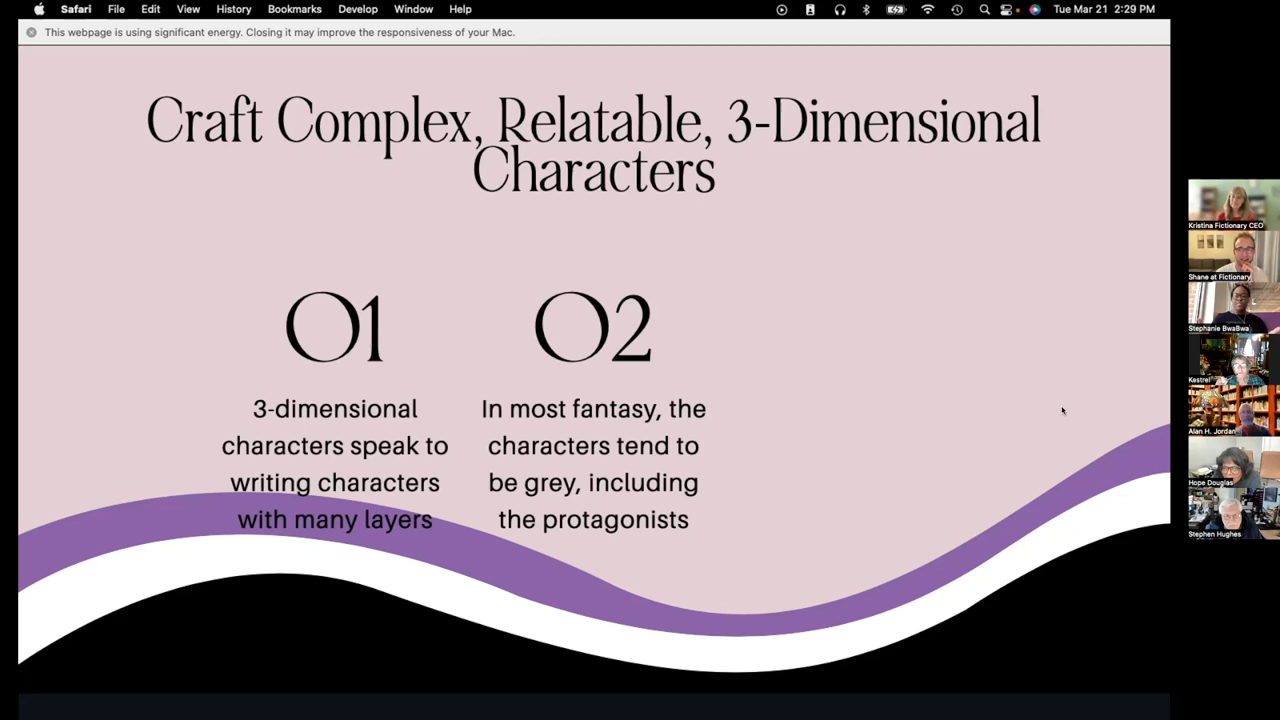 Safari File Edit View History Bookmarks Develop Window Help Tue Mar 21 2:29 PM
This webpage is using significant energy. Closing it may improve the responsiveness of your Mac.
Craft Complex, Relatable, 3-Dimensional
Characters
01
3-dimensional
characters speak to
writing characters
with many layers
02
In most fantasy, the
characters tend to
be grey, including
the protagonists
Kristina Fictionary CEO
Shane at Fictionary
Stephanie BwaBwa
Kestrel
Alan H. Jordan
Hope Douglas
Stephen Hughes